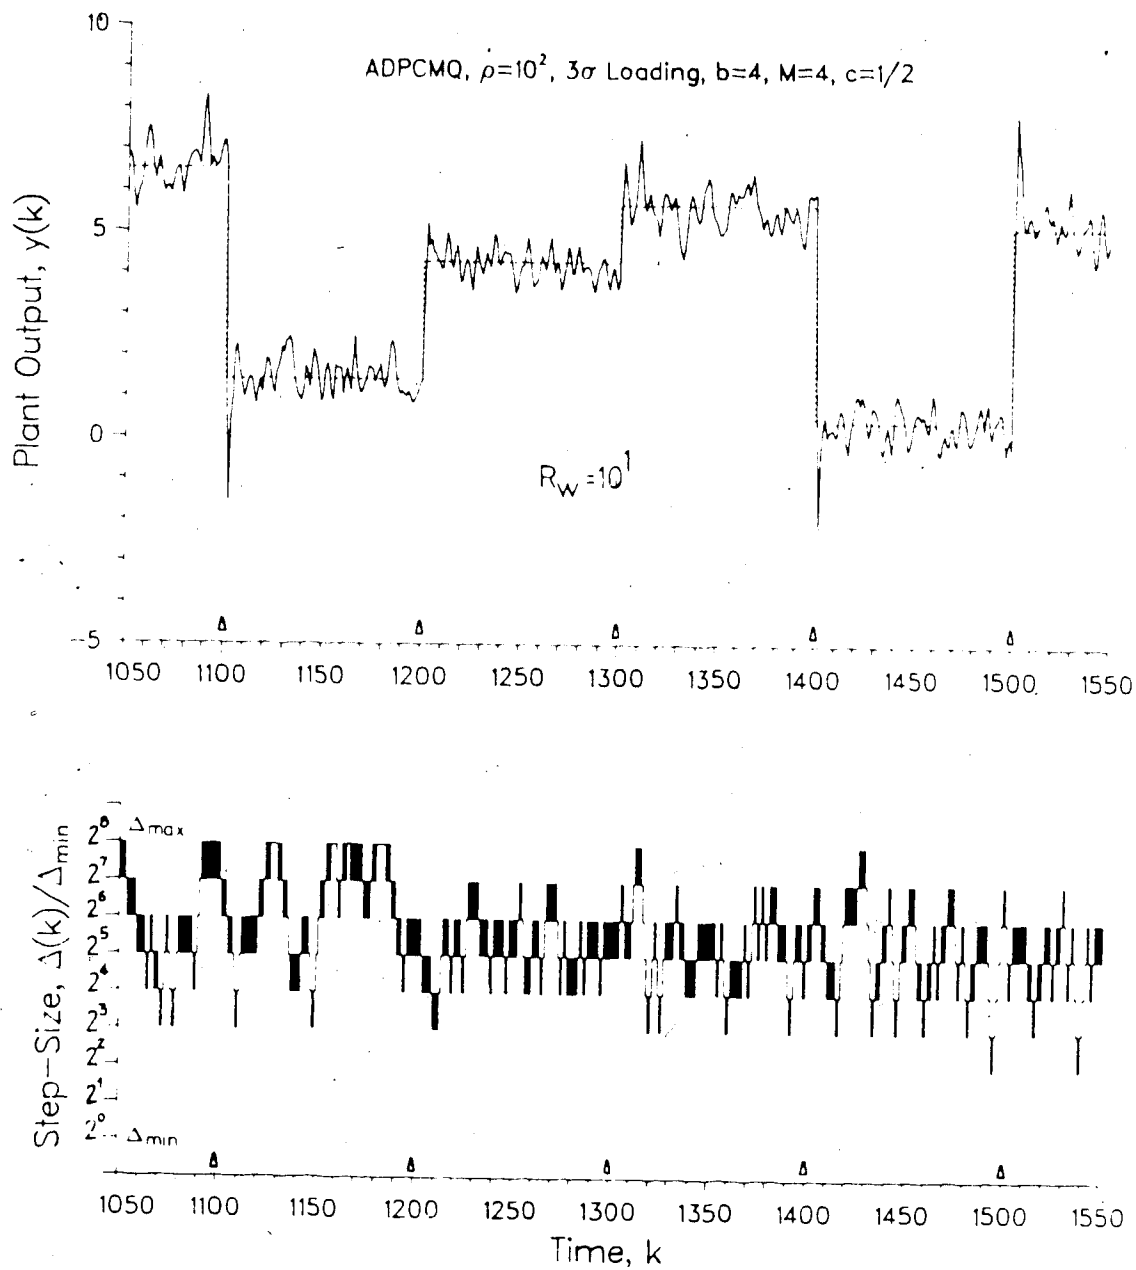 10
ADPCMQ, ρ=10², 3σ Loading, b=4, M=4, c=1/2
Plant Output, y(k)
5
0
R_W=10¹
-5
1050 1100 1150 1200 1250 1300 1350 1400 1450 1500 1550
Step-Size, Δ(k)/Δmin
2⁸ Δmax
2⁷
2⁶
2⁵
2⁴
2³
2²
2¹
2⁰ Δmin
1050 1100 1150 1200 1250 1300 1350 1400 1450 1500 1550
Time, k